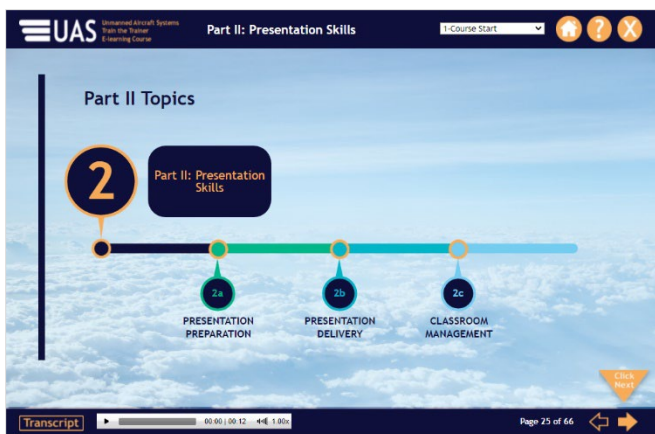 UAS
Unmanned Aircraft Systems
Train the Trainer
E-learning Course
Part II: Presentation Skills
1-Course Start
?
X
Part II Topics
2
Part II: Presentation
Skills
2a
2b
2c
PRESENTATION
PREPARATION
PRESENTATION
DELIVERY
CLASSROOM
MANAGEMENT
Click
Next
Transcript
00:00 | 00:12
1.00x
Page 25 of 66